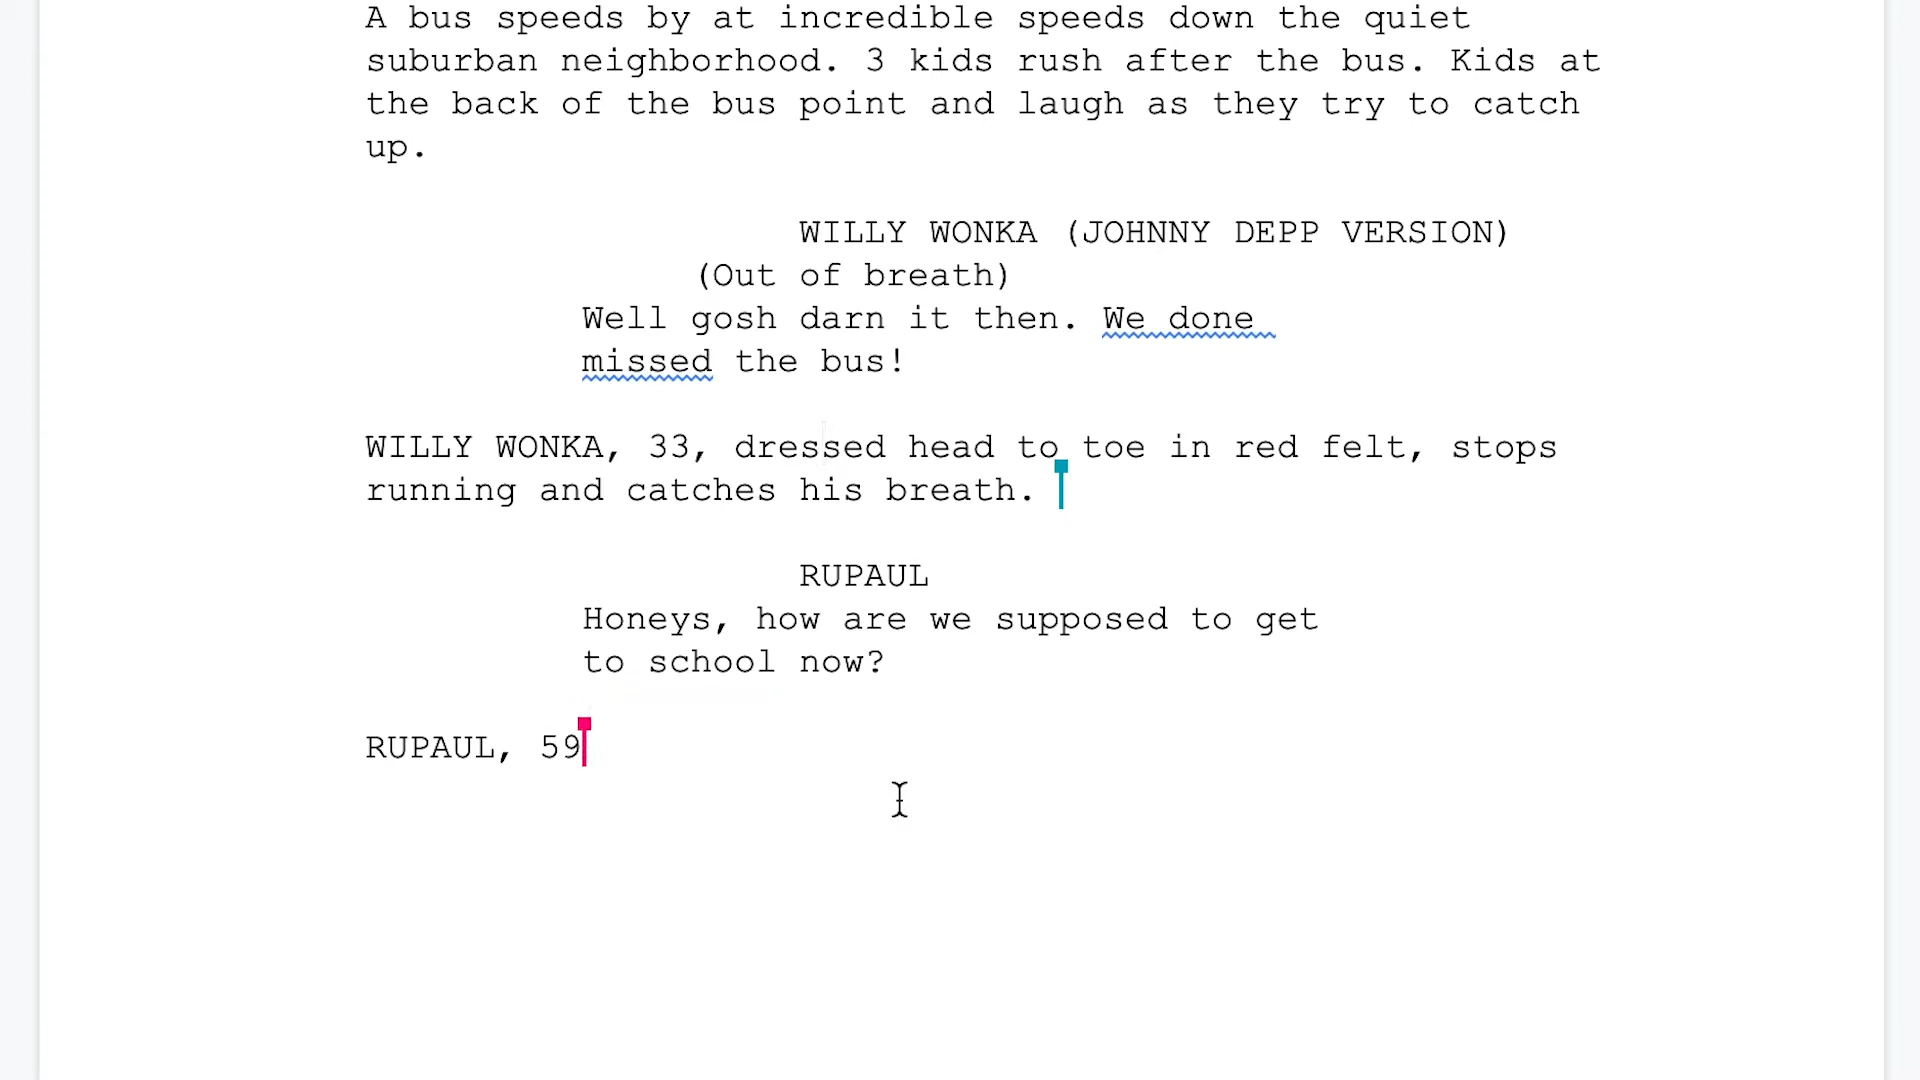 A bus speeds by at incredible speeds down the quiet
suburban neighborhood. 3 kids rush after the bus. Kids at
the back of the bus point and laugh as they try to catch
up.
WILLY WONKA (JOHNNY DEPP VERSION)
(Out of breath)
Well gosh darn it then. We done
missed the bus!
WILLY WONKA, 33, dressed head to toe in red felt, stops
running and catches his breath.
RUPAUL
Honeys, how are we supposed to get
to school now?
RUPAUL, 59